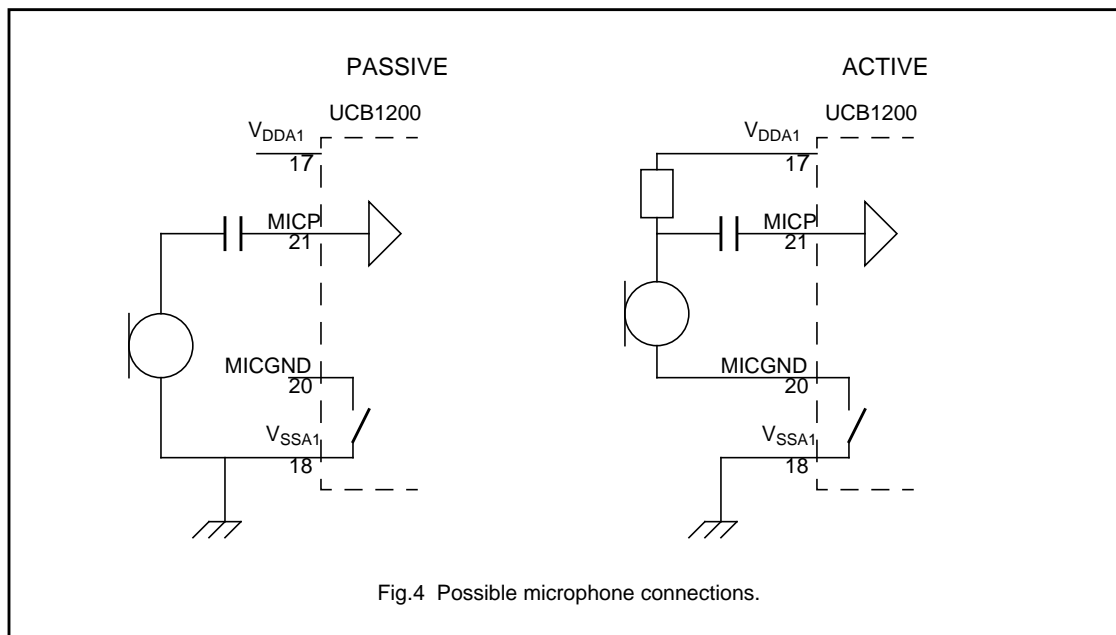 PASSIVE
UCB1200
VDDA1
17
MICP
21
MICGND
20
VSSA1
18
ACTIVE
UCB1200
VDDA1
17
MICP
21
MICGND
20
VSSA1
18
Fig.4 Possible microphone connections.